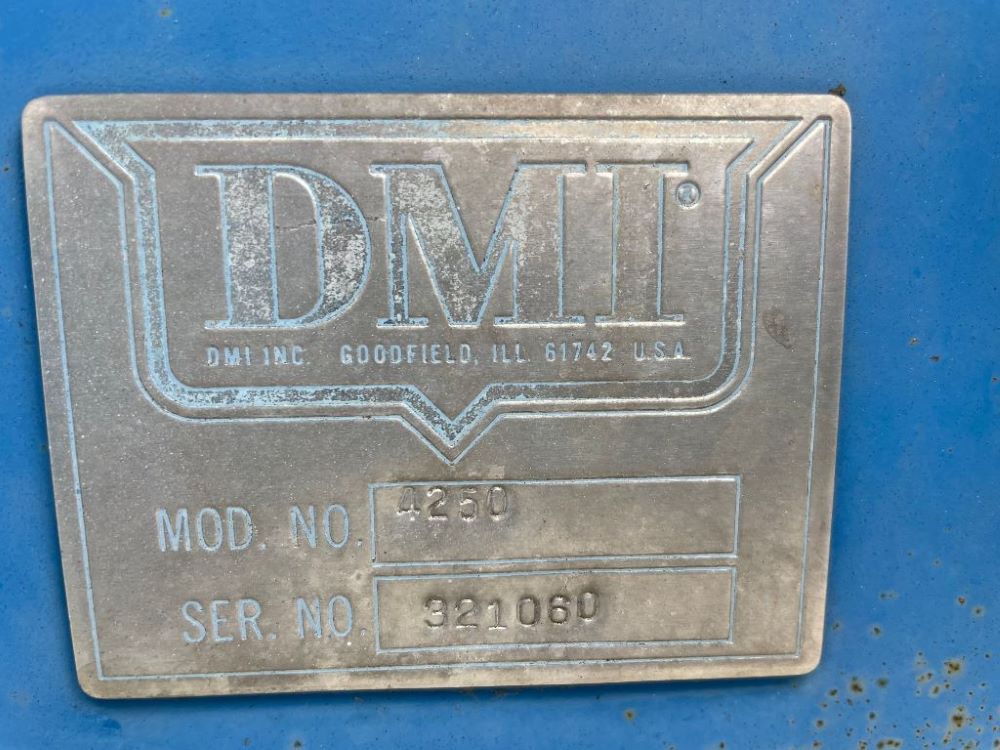 DMI®
DMI INC. GOODFIELD, ILL. 61742 U.S.A.
MOD. NO. 4250
SER. NO. 321060